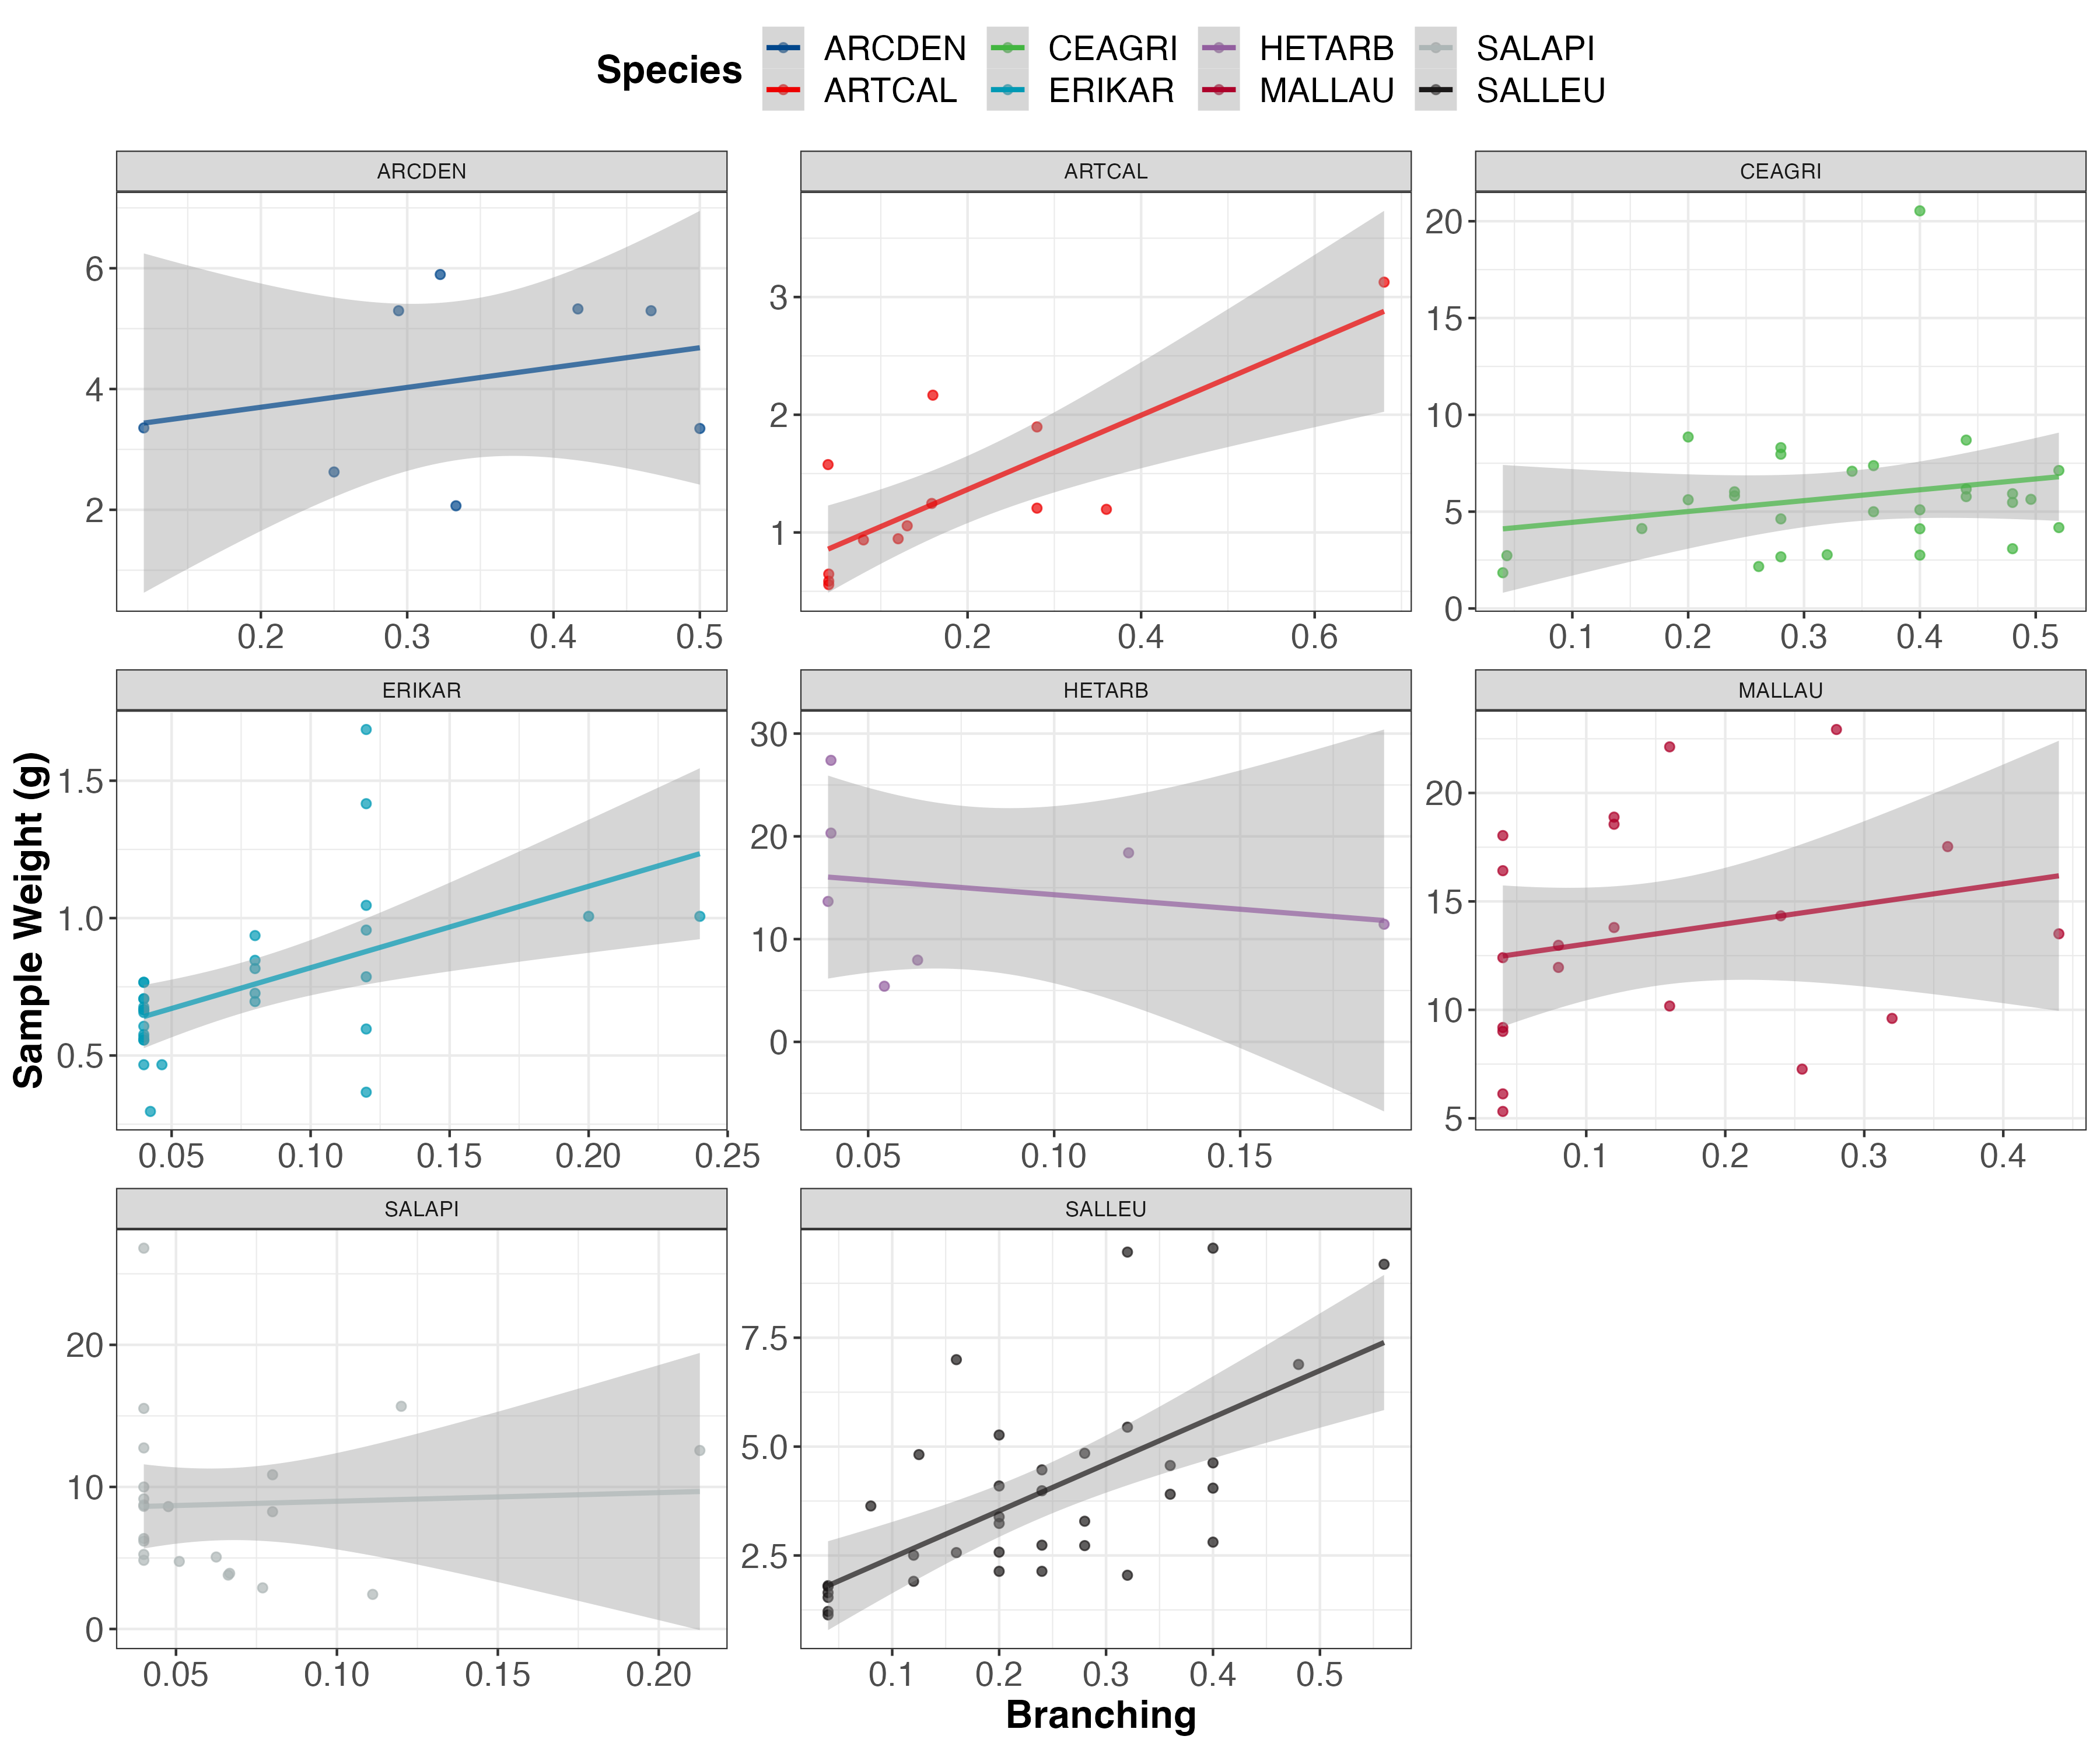 Species
ARCDEN CEAGRI HETARB SALAPI
ARTCAL ERIKAR MALLAU SALLEU
ARCDEN ARTCAL CEAGRI
6
4
2
0.2 0.3 0.4 0.5
3
2
1
0.2 0.4 0.6
20
15
10
5
0
0.1 0.2 0.3 0.4 0.5
Sample Weight (g)
ERIKAR HETARB MALLAU
1.5
1.0
0.5
0.05 0.10 0.15 0.20 0.25
30
20
10
0
0.05 0.10 0.15
20
15
10
5
0.1 0.2 0.3 0.4
SALAPI SALLEU
20
10
0
0.05 0.10 0.15 0.20
7.5
5.0
2.5
0.1 0.2 0.3 0.4 0.5
Branching